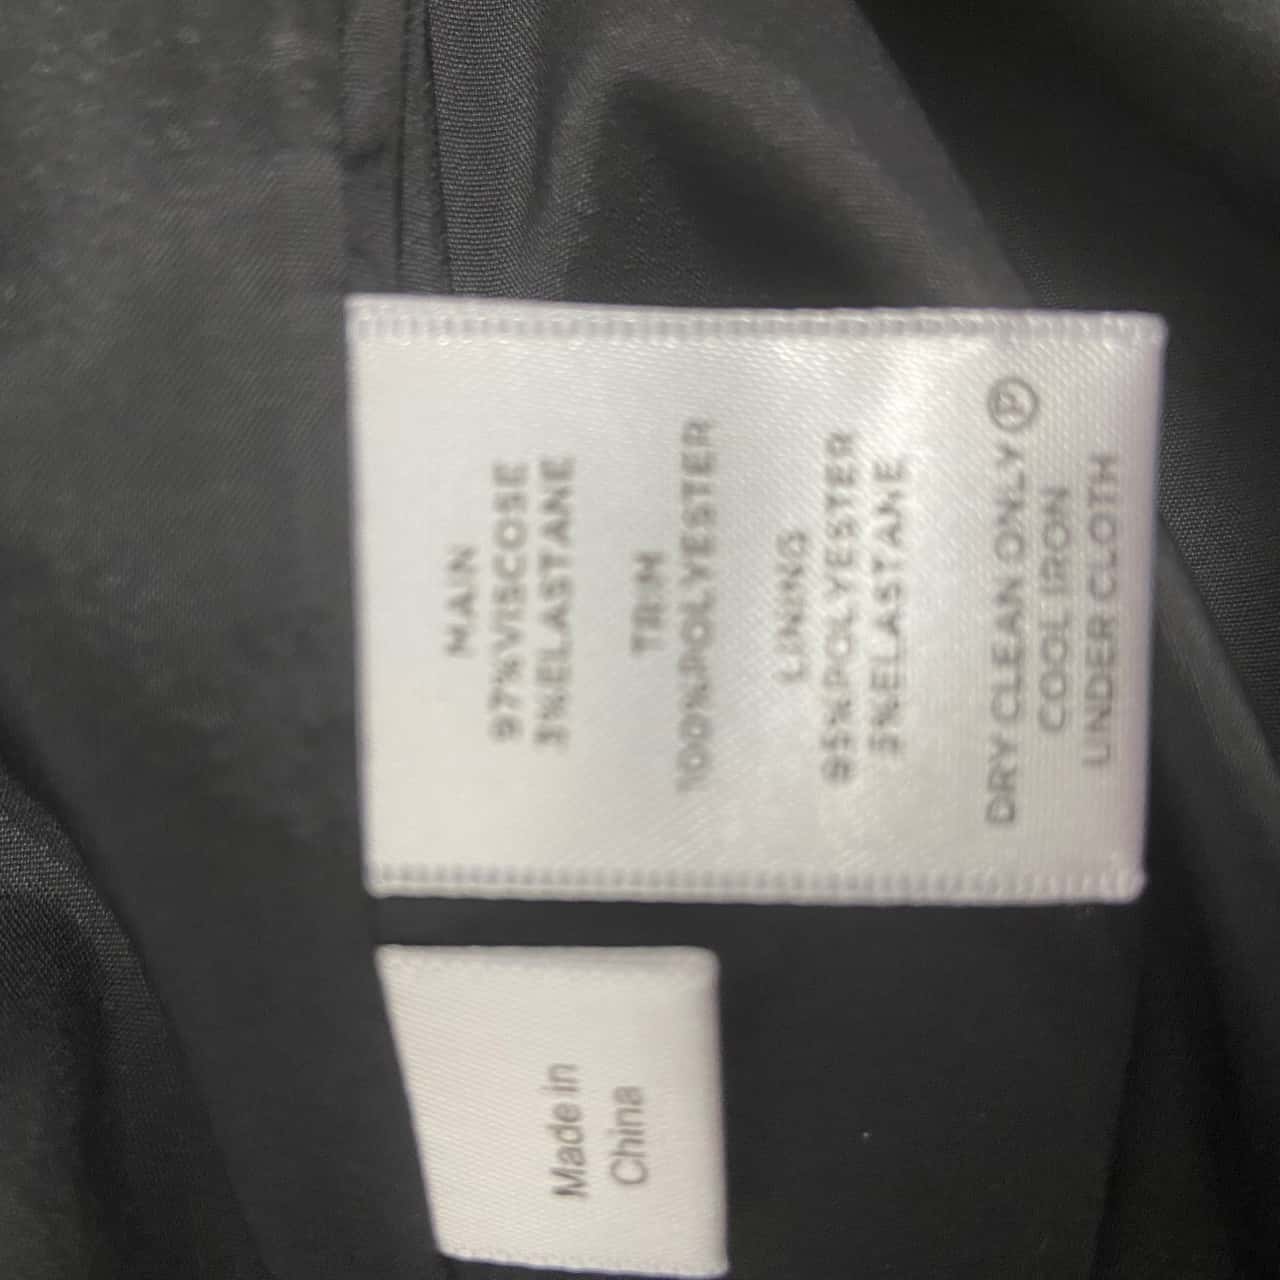 MAIN
97%VISCOSE
3%ELASTANE
TRIM
100%POLYESTER
LINING
95%POLYESTER
5%ELASTANE
DRY CLEAN ONLY Ⓟ
COOL IRON
UNDER CLOTH
Made in
China